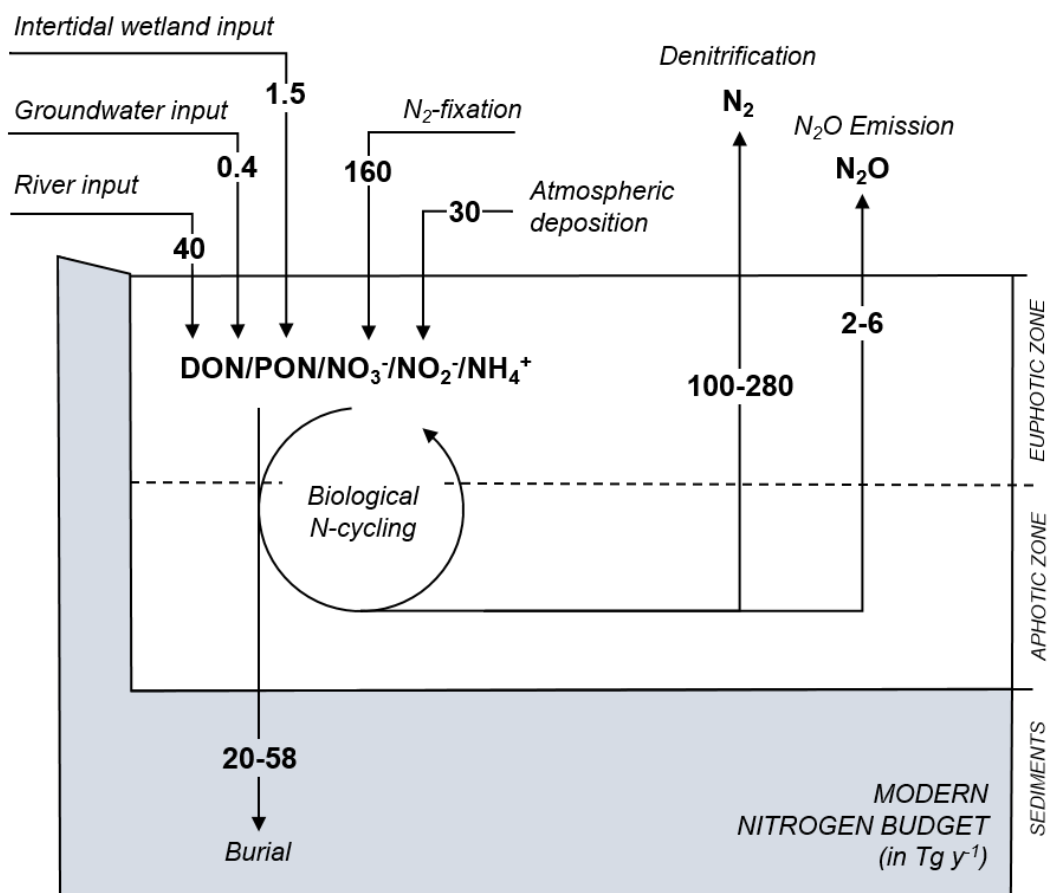 Intertidal wetland input
1.5
Groundwater input
0.4
River input
40
N₂-fixation
160
Atmospheric
deposition
30
Denitrification
N₂
N₂O Emission
N₂O
DON/PON/NO₃⁻/NO₂⁻/NH₄⁺
100-280
2-6
Biological
N-cycling
20-58
Burial
EUPHOTIC ZONE
APHOTIC ZONE
SEDIMENTS
MODERN
NITROGEN BUDGET
(in Tg y⁻¹)